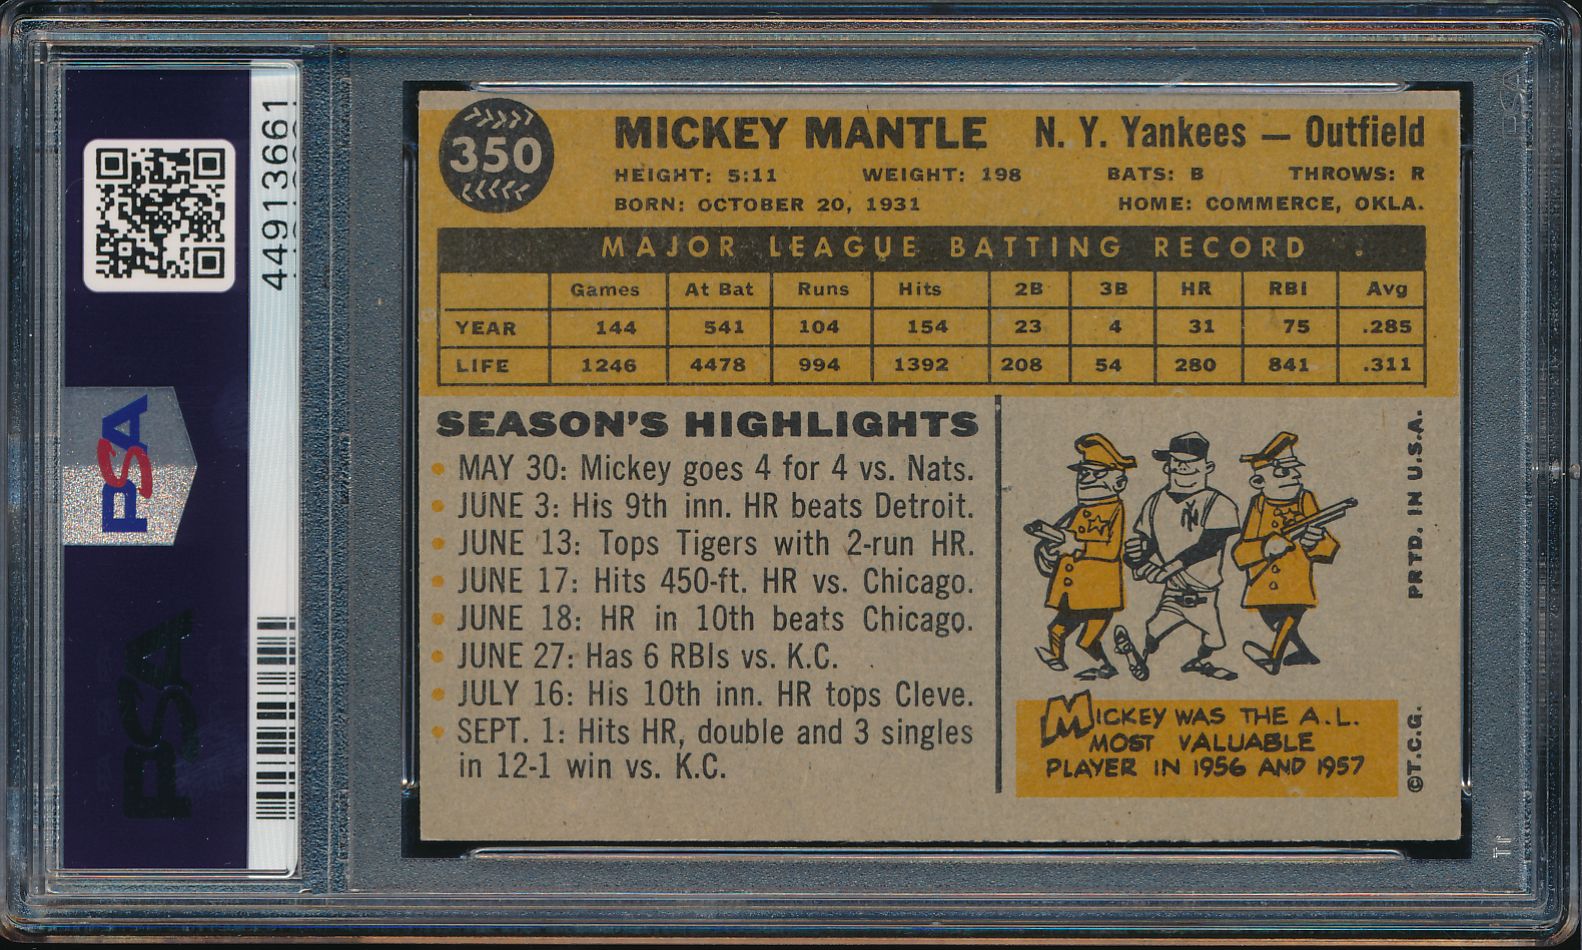 44913661
PSA
PSA
350
MICKEY MANTLE N. Y. Yankees — Outfield
HEIGHT: 5:11 WEIGHT: 198 BATS: B THROWS: R
BORN: OCTOBER 20, 1931 HOME: COMMERCE, OKLA.
MAJOR LEAGUE BATTING RECORD
Games At Bat Runs Hits 2B 3B HR RBI Avg
YEAR 144 541 104 154 23 4 31 75 .285
LIFE 1246 4478 994 1392 208 54 280 841 .311
SEASON'S HIGHLIGHTS
• MAY 30: Mickey goes 4 for 4 vs. Nats.
• JUNE 3: His 9th inn. HR beats Detroit.
• JUNE 13: Tops Tigers with 2-run HR.
• JUNE 17: Hits 450-ft. HR vs. Chicago.
• JUNE 18: HR in 10th beats Chicago.
• JUNE 27: Has 6 RBIs vs. K.C.
• JULY 16: His 10th inn. HR tops Cleve.
• SEPT. 1: Hits HR, double and 3 singles
in 12-1 win vs. K.C.
NY
MICKEY WAS THE A.L.
MOST VALUABLE
PLAYER IN 1956 AND 1957
©T.C.G. PRTD. IN U.S.A.
PSA